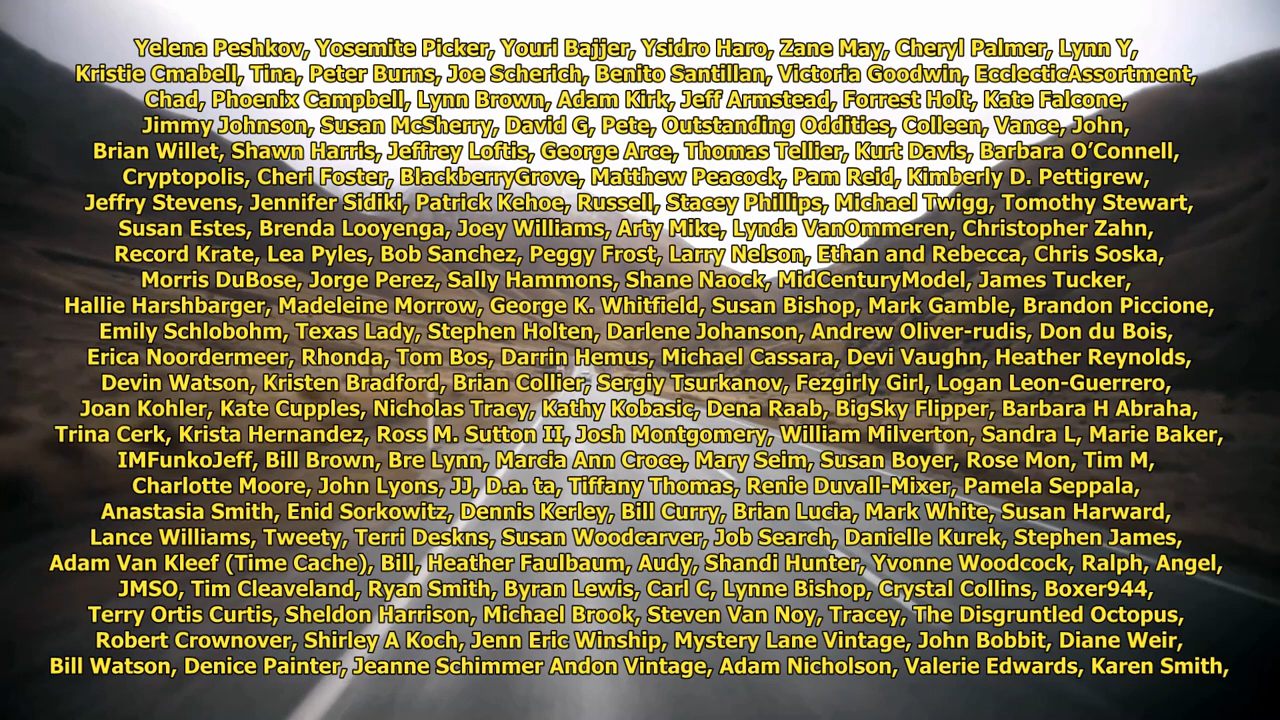 Yelena Peshkov, Yosemite Picker, Youri Bajjer, Ysidro Haro, Zane May, Cheryl Palmer, Lynn Y,
Kristie Cmabell, Tina, Peter Burns, Joe Scherich, Benito Santillan, Victoria Goodwin, EcclecticAssortment,
Chad, Phoenix Campbell, Lynn Brown, Adam Kirk, Jeff Armstead, Forrest Holt, Kate Falcone,
Jimmy Johnson, Susan McSherry, David G, Pete, Outstanding Oddities, Colleen, Vance, John,
Brian Willet, Shawn Harris, Jeffrey Loftis, George Arce, Thomas Tellier, Kurt Davis, Barbara O’Connell,
Cryptopolis, Cheri Foster, BlackberryGrove, Matthew Peacock, Pam Reid, Kimberly D. Pettigrew,
Jeffry Stevens, Jennifer Sidiki, Patrick Kehoe, Russell, Stacey Phillips, Michael Twigg, Tomothy Stewart,
Susan Estes, Brenda Looyenga, Joey Williams, Arty Mike, Lynda VanOmmeren, Christopher Zahn,
Record Krate, Lea Pyles, Bob Sanchez, Peggy Frost, Larry Nelson, Ethan and Rebecca, Chris Soska,
Morris DuBose, Jorge Perez, Sally Hammons, Shane Naock, MidCenturyModel, James Tucker,
Hallie Harshbarger, Madeleine Morrow, George K. Whitfield, Susan Bishop, Mark Gamble, Brandon Piccione,
Emily Schlobohm, Texas Lady, Stephen Holten, Darlene Johanson, Andrew Oliver-rudis, Don du Bois,
Erica Noordermeer, Rhonda, Tom Bos, Darrin Hemus, Michael Cassara, Devi Vaughn, Heather Reynolds,
Devin Watson, Kristen Bradford, Brian Collier, Sergiy Tsurkanov, Fezgirly Girl, Logan Leon-Guerrero,
Joan Kohler, Kate Cupples, Nicholas Tracy, Kathy Kobasic, Dena Raab, BigSky Flipper, Barbara H Abraha,
Trina Cerk, Krista Hernandez, Ross M. Sutton II, Josh Montgomery, William Milverton, Sandra L, Marie Baker,
IMFunkoJeff, Bill Brown, Bre Lynn, Marcia Ann Croce, Mary Seim, Susan Boyer, Rose Mon, Tim M,
Charlotte Moore, John Lyons, JJ, D.a. ta, Tiffany Thomas, Renie Duvall-Mixer, Pamela Seppala,
Anastasia Smith, Enid Sorkowitz, Dennis Kerley, Bill Curry, Brian Lucia, Mark White, Susan Harward,
Lance Williams, Tweety, Terri Deskns, Susan Woodcarver, Job Search, Danielle Kurek, Stephen James,
Adam Van Kleef (Time Cache), Bill, Heather Faulbaum, Audy, Shandi Hunter, Yvonne Woodcock, Ralph, Angel,
JMSO, Tim Cleaveland, Ryan Smith, Byran Lewis, Carl C, Lynne Bishop, Crystal Collins, Boxer944,
Terry Ortis Curtis, Sheldon Harrison, Michael Brook, Steven Van Noy, Tracey, The Disgruntled Octopus,
Robert Crownover, Shirley A Koch, Jenn Eric Winship, Mystery Lane Vintage, John Bobbit, Diane Weir,
Bill Watson, Denice Painter, Jeanne Schimmer Andon Vintage, Adam Nicholson, Valerie Edwards, Karen Smith,